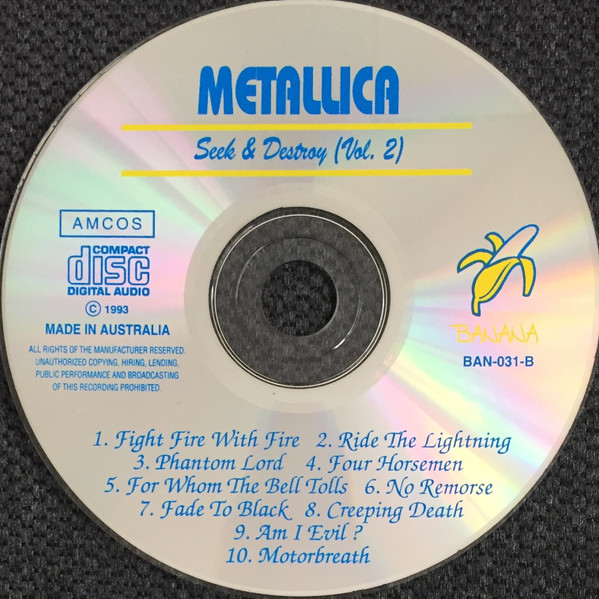 METALLICA
Seek & Destroy (Vol. 2)
AMCOS
COMPACT
disc
DIGITAL AUDIO
© 1993
MADE IN AUSTRALIA
ALL RIGHTS OF THE MANUFACTURER RESERVED.
UNAUTHORIZED COPYING, HIRING, LENDING,
PUBLIC PERFORMANCE AND BROADCASTING
OF THIS RECORDING PROHIBITED.
BANANA
BAN-031-B
1. Fight Fire With Fire 2. Ride The Lightning
3. Phantom Lord 4. Four Horsemen
5. For Whom The Bell Tolls 6. No Remorse
7. Fade To Black 8. Creeping Death
9. Am I Evil ?
10. Motorbreath